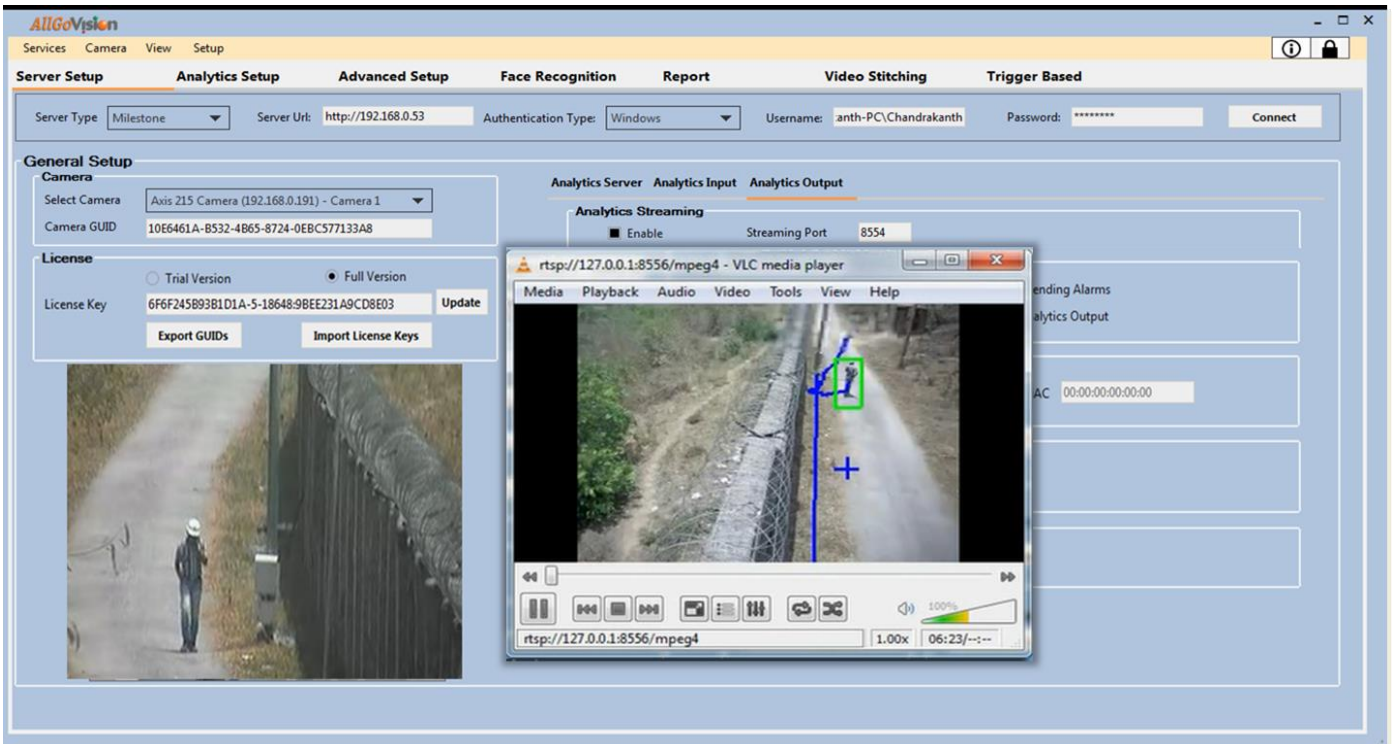 AllGoVision
Services Camera View Setup
Server Setup Analytics Setup Advanced Setup Face Recognition Report Video Stitching Trigger Based
Server Type Milestone Server Url: http://192.168.0.53 Authentication Type: Windows Username: :anth-PC\Chandrakanth Password: ******** Connect
General Setup
Camera
Select Camera Axis 215 Camera (192.168.0.191) - Camera 1
Camera GUID 10E6461A-B532-4B65-8724-0EBC577133A8
License
Trial Version Full Version
License Key 6F6F245B93B1D1A-5-18648:9BEE231A9CD8E03 Update
Export GUIDs Import License Keys
Analytics Server Analytics Input Analytics Output
Analytics Streaming
Enable Streaming Port 8554
ending Alarms
alytics Output
AC 00:00:00:00:00:00
rtsp://127.0.0.1:8556/mpeg4 - VLC media player
Media Playback Audio Video Tools View Help
100%
rtsp://127.0.0.1:8556/mpeg4 1.00x 06:23/--:--